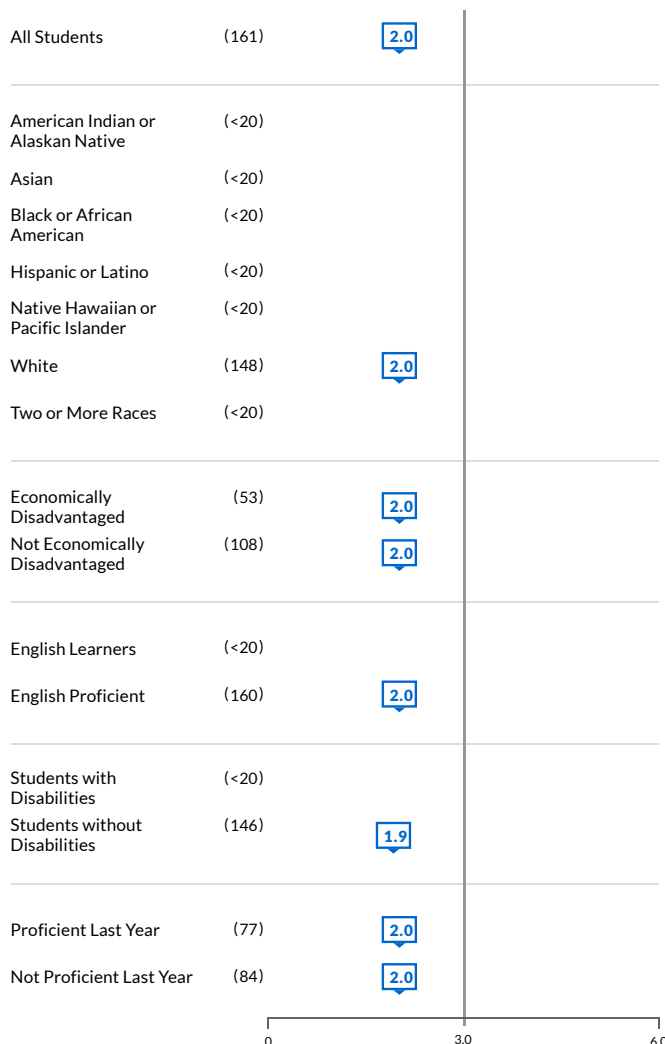 All Students (161) 2.0
American Indian or (<20)
Alaskan Native
Asian (<20)
Black or African (<20)
American
Hispanic or Latino (<20)
Native Hawaiian or (<20)
Pacific Islander
White (148) 2.0
Two or More Races (<20)
Economically (53) 2.0
Disadvantaged
Not Economically (108) 2.0
Disadvantaged
English Learners (<20)
English Proficient (160) 2.0
Students with (<20)
Disabilities
Students without (146) 1.9
Disabilities
Proficient Last Year (77) 2.0
Not Proficient Last Year (84) 2.0
0 3.0 6.0